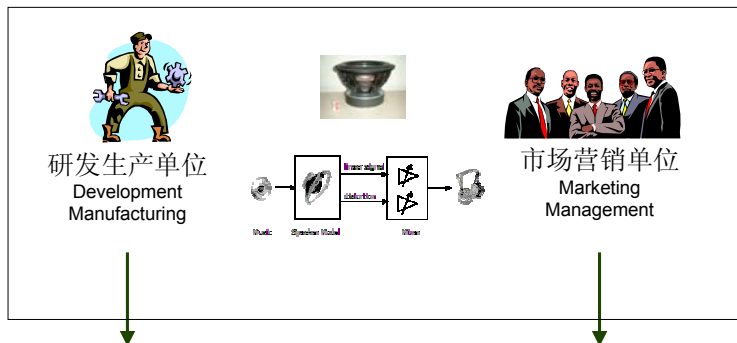 研发生产单位
Development
Manufacturing
市场营销单位
Marketing
Management
linear signal
distortion
Music
Speaker Model
Mixer